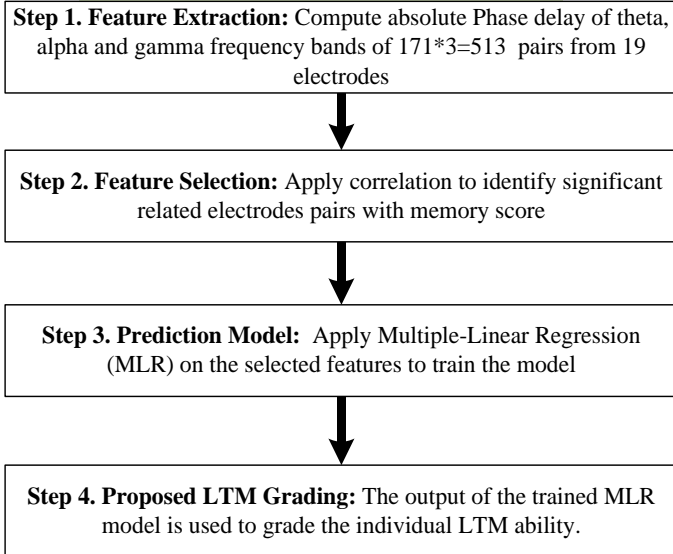 Step 1. Feature Extraction: Compute absolute Phase delay of theta,
alpha and gamma frequency bands of 171*3=513 pairs from 19
electrodes
Step 2. Feature Selection: Apply correlation to identify significant
related electrodes pairs with memory score
Step 3. Prediction Model: Apply Multiple-Linear Regression
(MLR) on the selected features to train the model
Step 4. Proposed LTM Grading: The output of the trained MLR
model is used to grade the individual LTM ability.